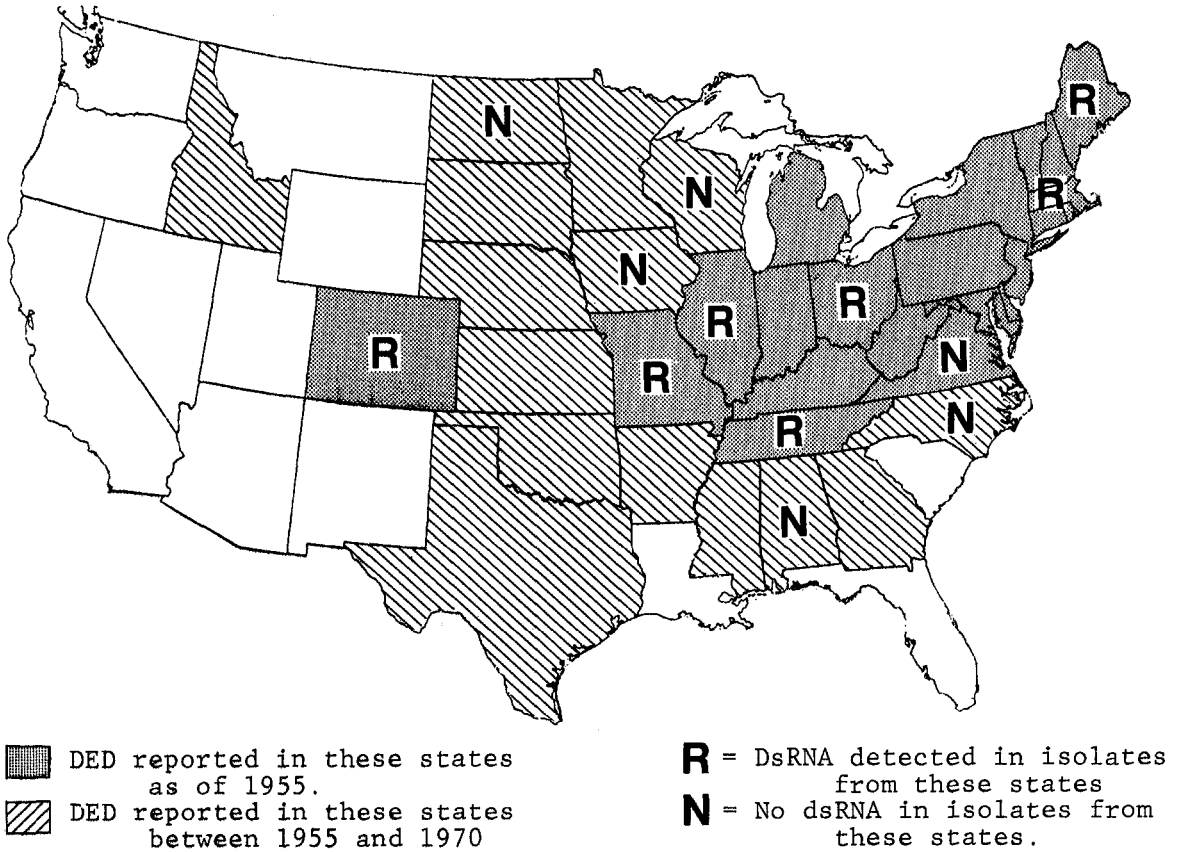 R
N
N
R
N
R
R
R
R
N
R
N
N
DED reported in these states
as of 1955.
DED reported in these states
between 1955 and 1970
R = DsRNA detected in isolates
from these states
N = No dsRNA in isolates from
these states.